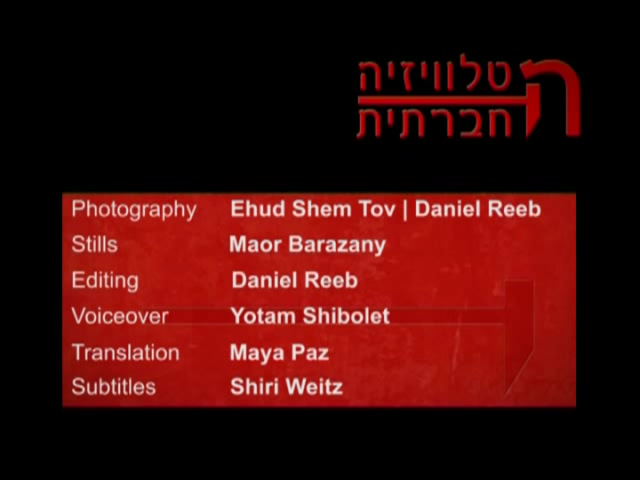 הטלוויזיה
חברתית
Photography Ehud Shem Tov | Daniel Reeb
Stills Maor Barazany
Editing Daniel Reeb
Voiceover Yotam Shibolet
Translation Maya Paz
Subtitles Shiri Weitz